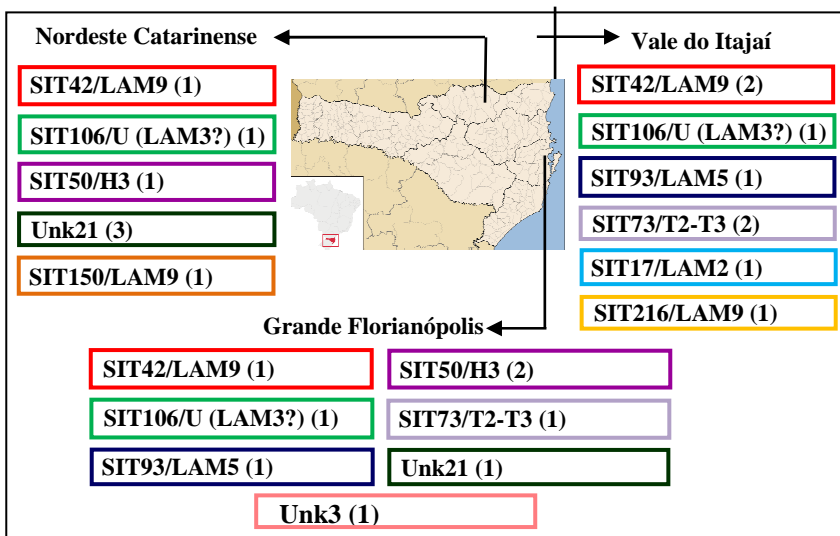 Nordeste Catarinense
SIT42/LAM9 (1)
SIT106/U (LAM3?) (1)
SIT50/H3 (1)
Unk21 (3)
SIT150/LAM9 (1)
Vale do Itajaí
SIT42/LAM9 (2)
SIT106/U (LAM3?) (1)
SIT93/LAM5 (1)
SIT73/T2-T3 (2)
SIT17/LAM2 (1)
SIT216/LAM9 (1)
Grande Florianópolis
SIT42/LAM9 (1)
SIT106/U (LAM3?) (1)
SIT93/LAM5 (1)
SIT50/H3 (2)
SIT73/T2-T3 (1)
Unk21 (1)
Unk3 (1)